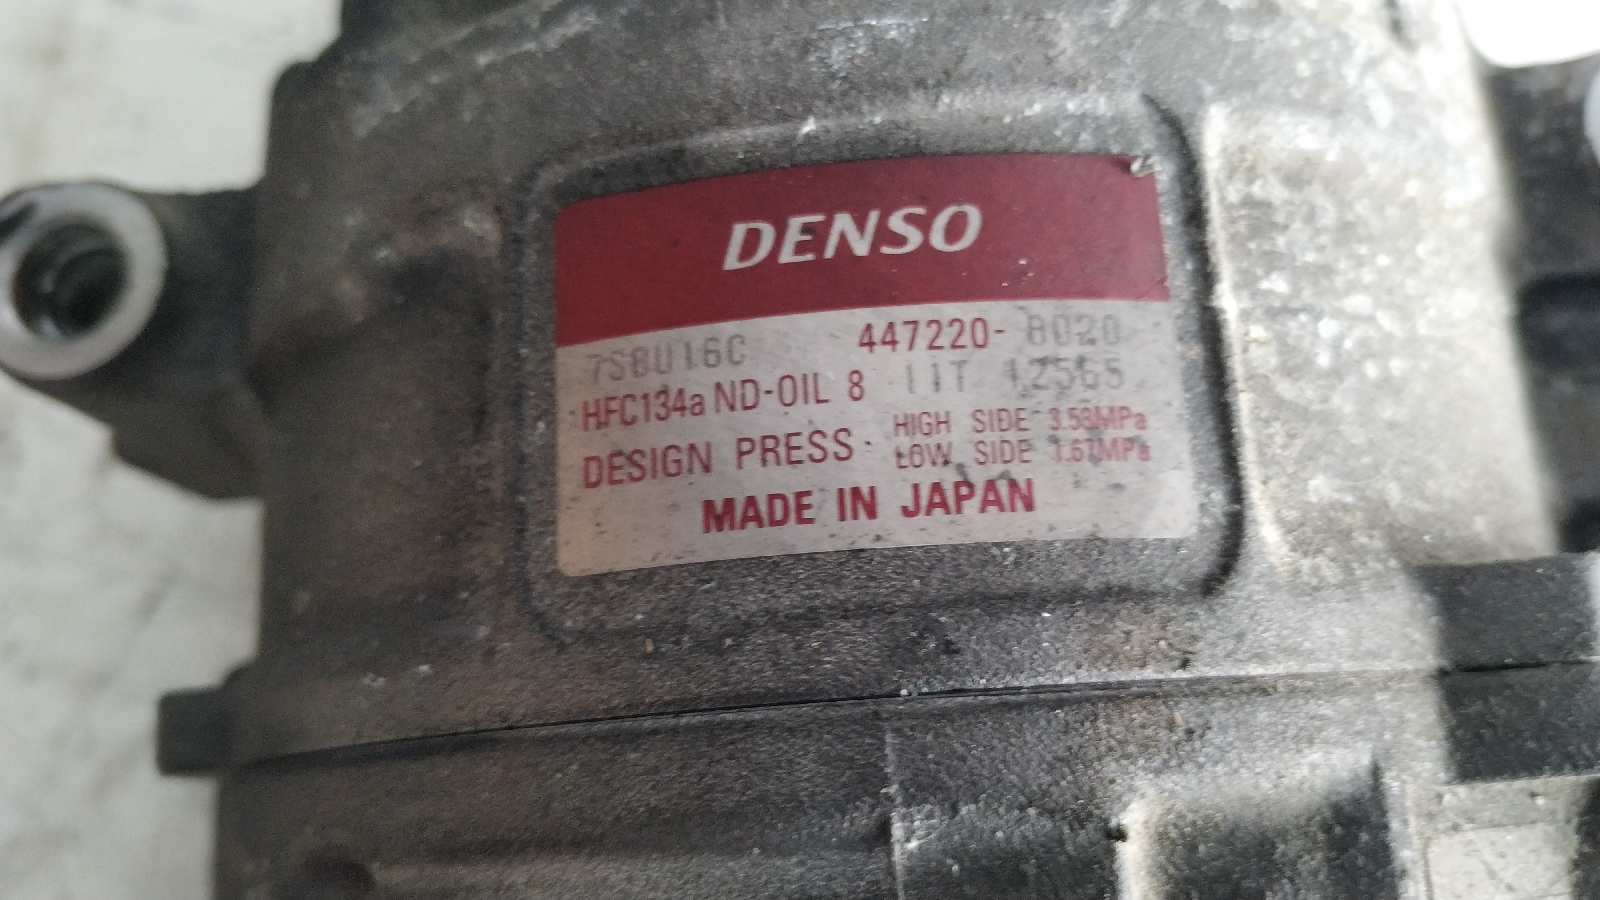 DENSO
7SBU16C 447220-8020
HFC134a ND-OIL 8 11T 12565
DESIGN PRESS HIGH SIDE 3.53MPa
LOW SIDE 1.67MPa
MADE IN JAPAN